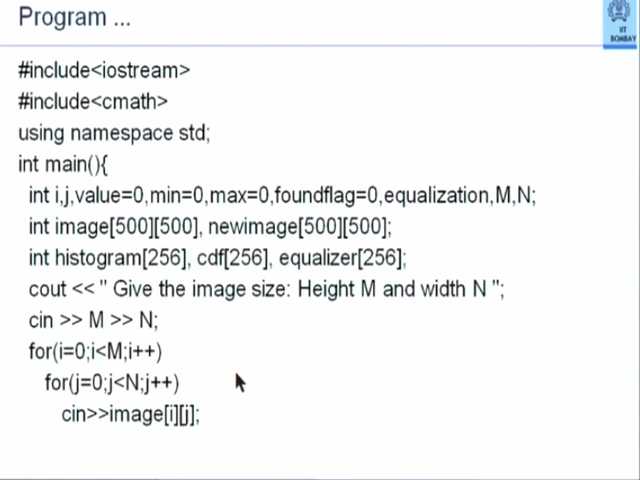 Program ...
IIT
BOMBAY
#include<iostream>
#include<cmath>
using namespace std;
int main(){
int i,j,value=0,min=0,max=0,foundflag=0,equalization,M,N;
int image[500][500], newimage[500][500];
int histogram[256], cdf[256], equalizer[256];
cout << " Give the image size: Height M and width N ";
cin >> M >> N;
for(i=0;i<M;i++)
for(j=0;j<N;j++)
cin>>image[i][j];